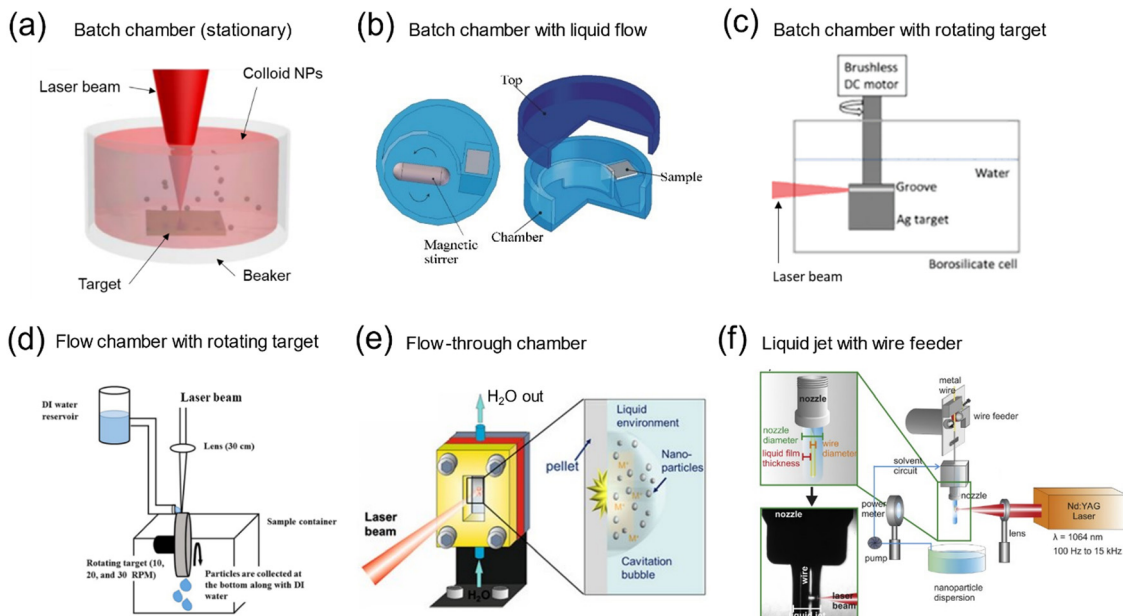 (a) Batch chamber (stationary)
Laser beam
Colloid NPs
Target
Beaker
(b) Batch chamber with liquid flow
Top
Sample
Chamber
Magnetic
stirrer
(c) Batch chamber with rotating target
Brushless
DC motor
Water
Groove
Ag target
Laser beam
Borosilicate cell
(d) Flow chamber with rotating target
DI water
reservoir
Laser beam
Lens (30 cm)
Sample container
Rotating target (10,
20, and 30 RPM)
Particles are collected at
the bottom along with DI
water
(e) Flow-through chamber
H2O out
Liquid
environment
pellet
Nano-
particles
M+
M+
M+
M+
Laser
beam
Cavitation
bubble
H2O
(f) Liquid jet with wire feeder
nozzle
nozzle
diameter
wire
diameter
liquid film
thickness
metal
wire
wire feeder
solvent
circuit
nozzle
power
meter
Nd:YAG
Laser
lens
λ = 1064 nm
100 Hz to 15 kHz
pump
nanoparticle
dispersion
nozzle
wire
laser
beam
liquid jet